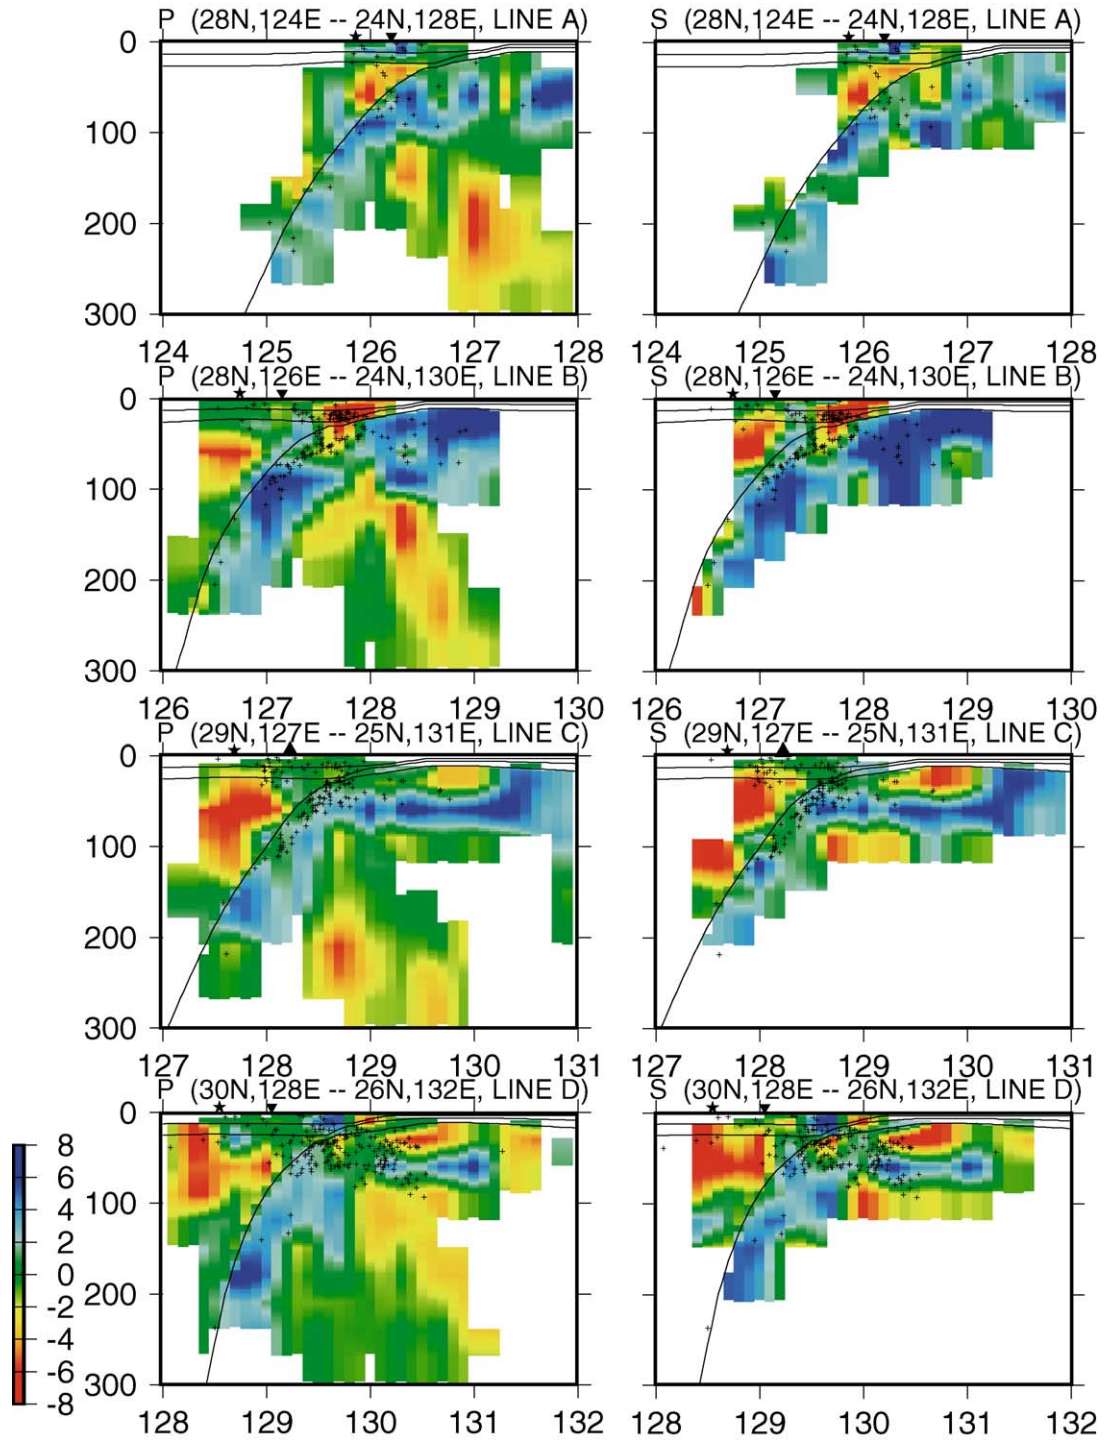 P (28N,124E -- 24N,128E, LINE A)
S (28N,124E -- 24N,128E, LINE A)
0
100
200
300
124 125 126 127 128
124 125 126 127 128
P (28N,126E -- 24N,130E, LINE B)
S (28N,126E -- 24N,130E, LINE B)
0
100
200
300
126 127 128 129 130
126 127 128 129 130
P (29N,127E -- 25N,131E, LINE C)
S (29N,127E -- 25N,131E, LINE C)
0
100
200
300
127 128 129 130 131
127 128 129 130 131
P (30N,128E -- 26N,132E, LINE D)
S (30N,128E -- 26N,132E, LINE D)
0
100
200
300
128 129 130 131 132
128 129 130 131 132
8
6
4
2
0
-2
-4
-6
-8